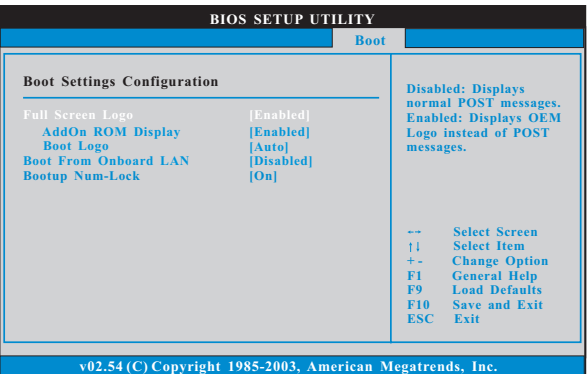 BIOS SETUP UTILITY
Boot
Boot Settings Configuration
Full Screen Logo [Enabled]
AddOn ROM Display [Enabled]
Boot Logo [Auto]
Boot From Onboard LAN [Disabled]
Bootup Num-Lock [On]
Disabled: Displays
normal POST messages.
Enabled: Displays OEM
Logo instead of POST
messages.
←→ Select Screen
↑↓ Select Item
+ - Change Option
F1 General Help
F9 Load Defaults
F10 Save and Exit
ESC Exit
v02.54 (C) Copyright 1985-2003, American Megatrends, Inc.